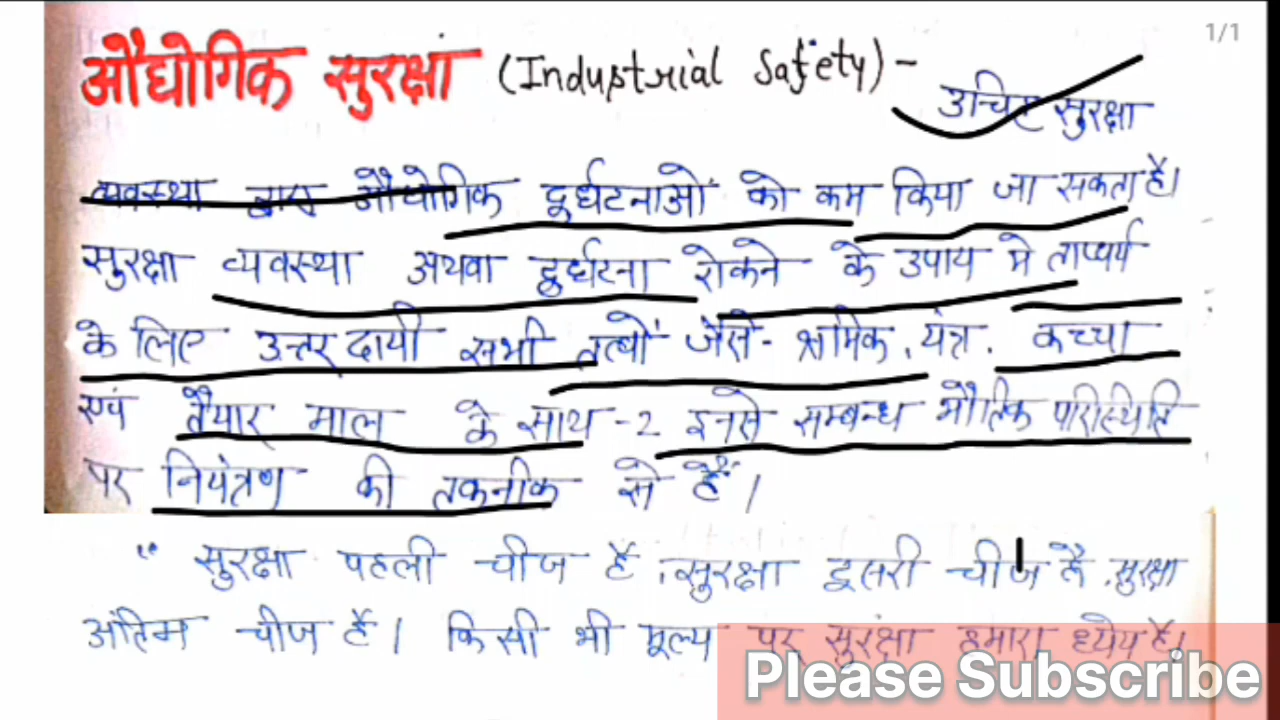 1/1
औद्योगिक सुरक्षा (Industrial Safety) -
उचित सुरक्षा
व्यवस्था द्वारा औद्योगिक दुर्घटनाओं को कम किया जा सकता है।
सुरक्षा व्यवस्था अथवा दुर्घटना रोकने के उपाय मे तात्पर्य
के लिए उत्तरदायी सभी तत्वों जैसे- श्रमिक, यंत्र, कच्चा
एवं तैयार माल के साथ-2 इनसे सम्बन्ध भौतिक परिस्थिति
पर नियंत्रण की तकनीक से हैं।
" सुरक्षा पहली चीज है, सुरक्षा दूसरी चीज है, सुरक्षा
अंतिम चीज है। किसी भी मूल्य पर सुरक्षा हमारा ध्येय है।
Please Subscribe